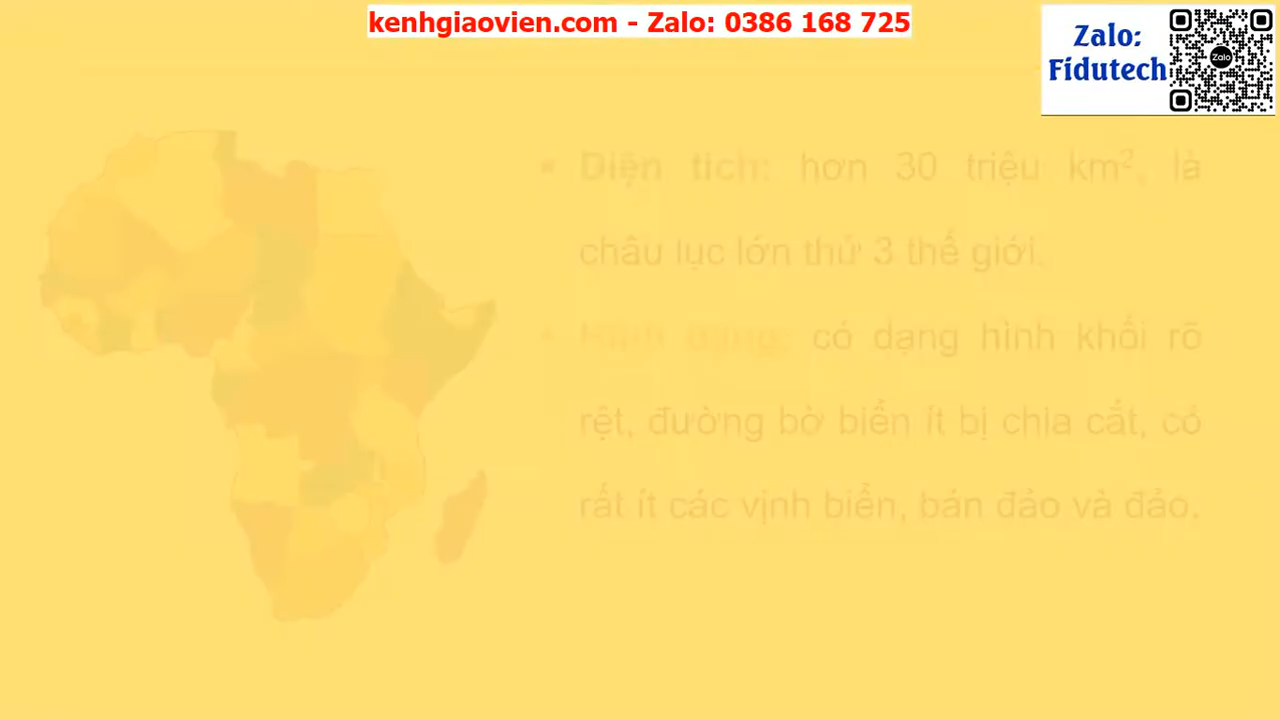 kenhgiaovien.com - Zalo: 0386 168 725
Zalo:
Fidutech
Zalo
• Diện tích: hơn 30 triệu km², là
châu lục lớn thứ 3 thế giới.
• Hình dạng: có dạng hình khối rõ
rệt, đường bờ biển ít bị chia cắt, có
rất ít các vịnh biển, bán đảo và đảo.